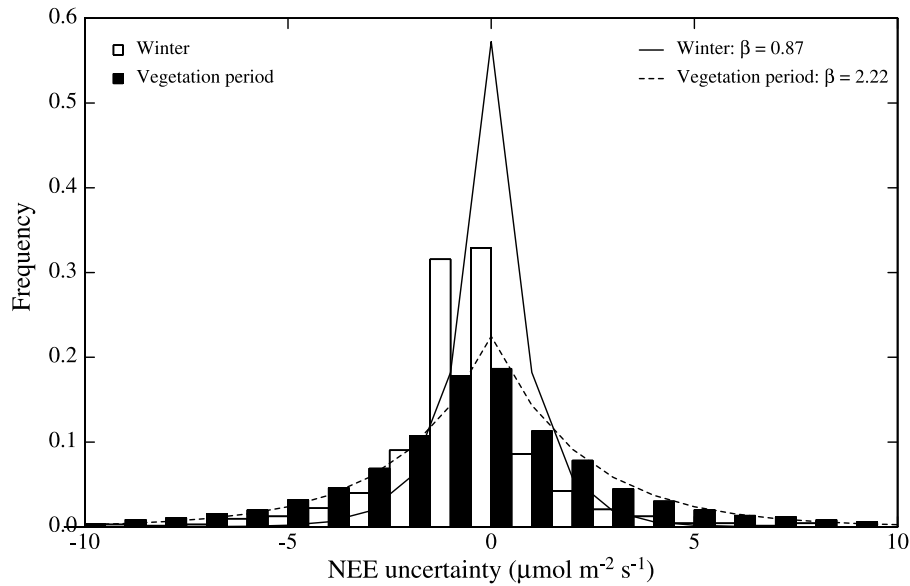 0.6
Winter
Vegetation period
Winter: β = 0.87
Vegetation period: β = 2.22
0.5
0.4
0.3
0.2
0.1
0.0
Frequency
-10
-5
0
5
10
NEE uncertainty (μmol m⁻² s⁻¹)